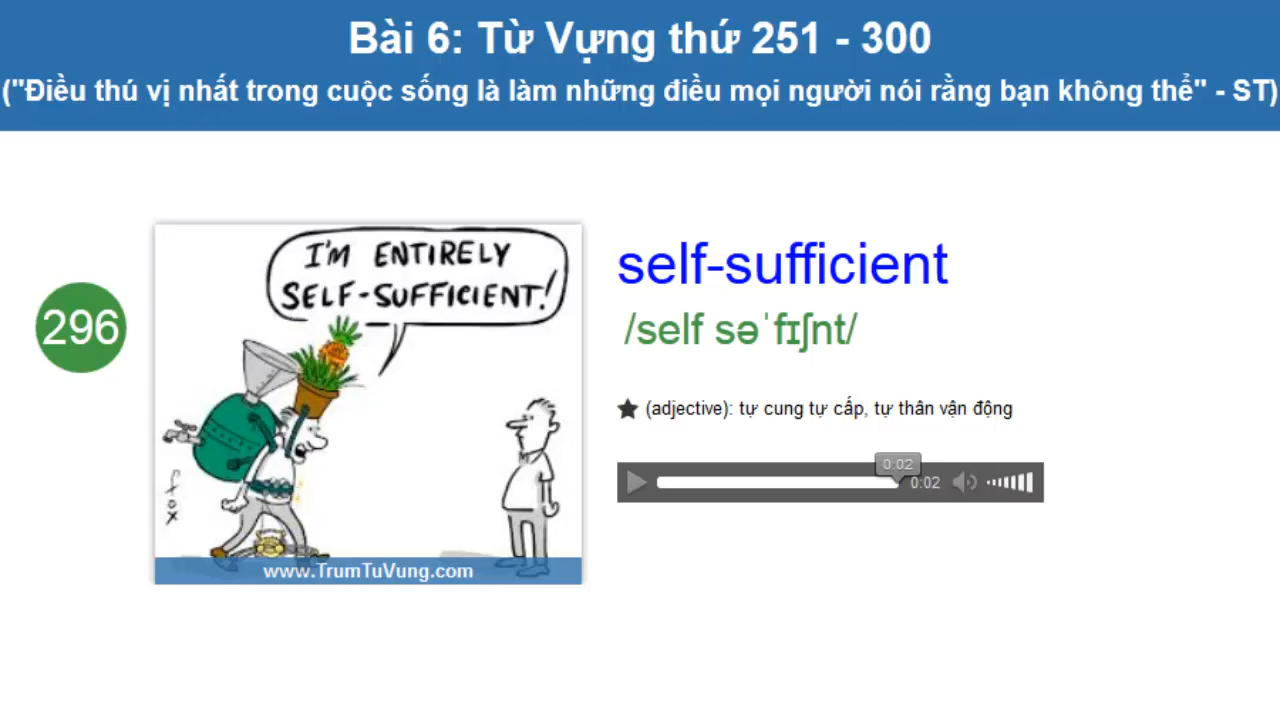 Bài 6: Từ Vựng thứ 251 - 300
("Điều thú vị nhất trong cuộc sống là làm những điều mọi người nói rằng bạn không thể" - ST)
296
I'M ENTIRELY
SELF-SUFFICIENT!
fox
www.TrumTuVung.com
self-sufficient
/self səˈfɪʃnt/
★ (adjective): tự cung tự cấp, tự thân vận động
0:02
0:02